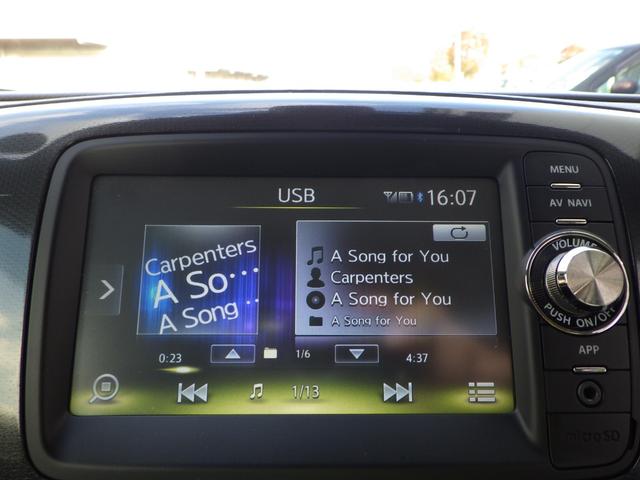 USB
16:07
MENU
AV NAVI
VOLUME
PUSH ON/OFF
APP
microSD
Carpenters
A So...
A Song ..
A Song for You
Carpenters
A Song for You
A Song for You
0:23
1/6
4:37
1/13